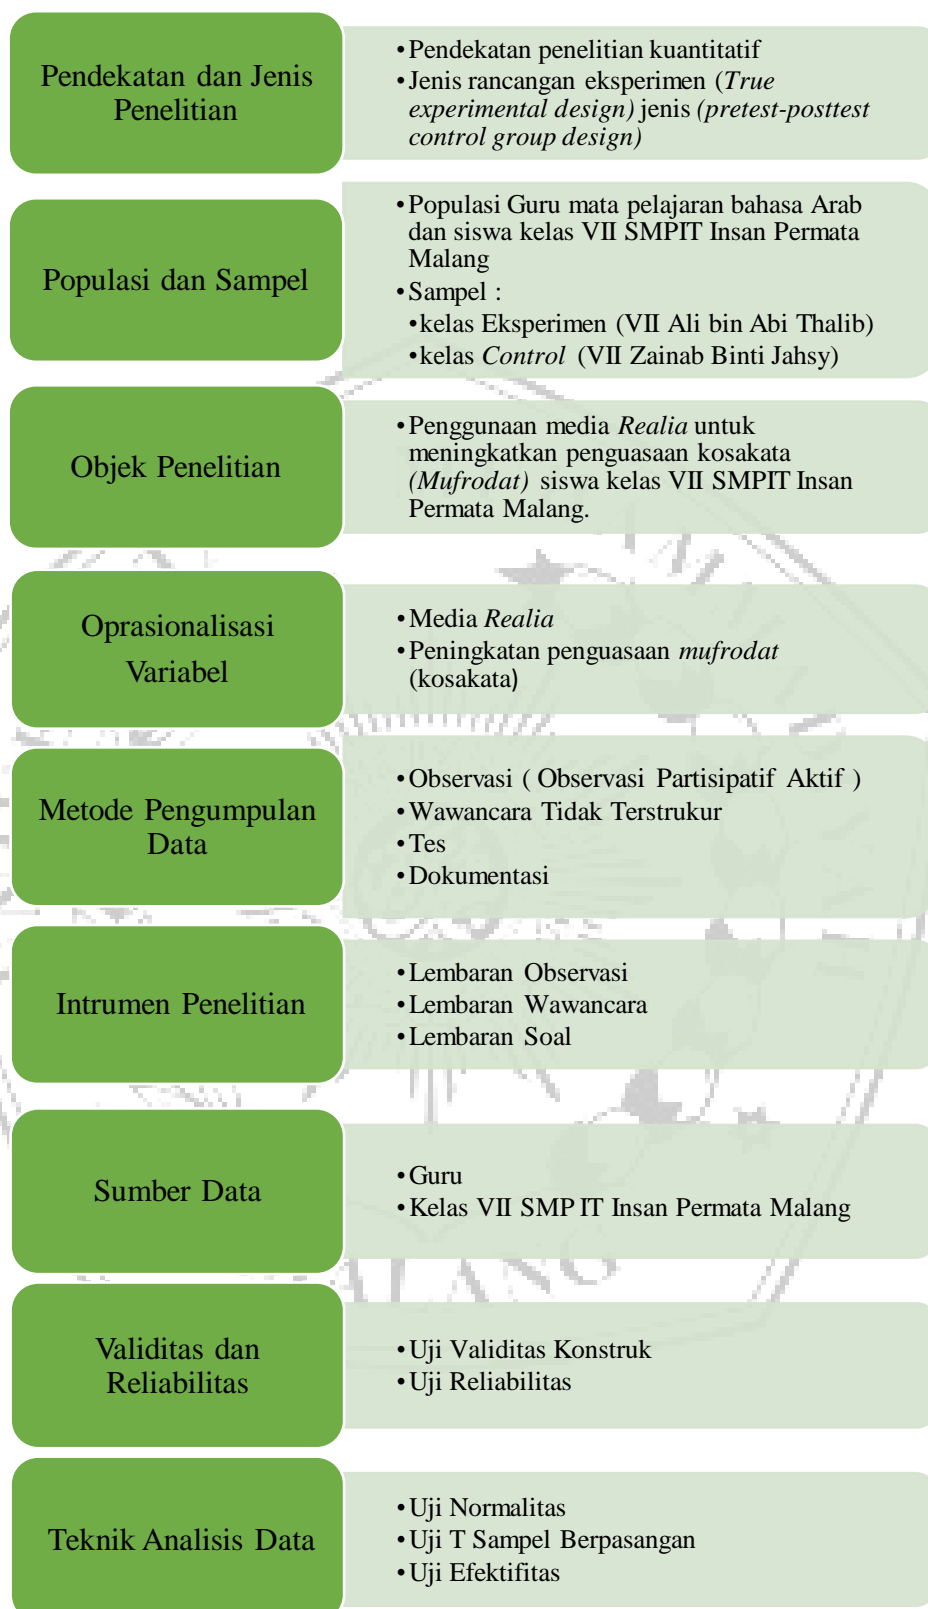 Pendekatan dan Jenis
Penelitian
•Pendekatan penelitian kuantitatif
•Jenis rancangan eksperimen (True
experimental design) jenis (pretest-posttest
control group design)
Populasi dan Sampel
•Populasi Guru mata pelajaran bahasa Arab
dan siswa kelas VII SMPIT Insan Permata
Malang
•Sampel :
•kelas Eksperimen (VII Ali bin Abi Thalib)
•kelas Control (VII Zainab Binti Jahsy)
Objek Penelitian
•Penggunaan media Realia untuk
meningkatkan penguasaan kosakata
(Mufrodat) siswa kelas VII SMPIT Insan
Permata Malang.
Oprasionalisasi
Variabel
•Media Realia
•Peningkatan penguasaan mufrodat
(kosakata)
Metode Pengumpulan
Data
•Observasi ( Observasi Partisipatif Aktif )
•Wawancara Tidak Terstrukur
•Tes
•Dokumentasi
Intrumen Penelitian
•Lembaran Observasi
•Lembaran Wawancara
•Lembaran Soal
Sumber Data
•Guru
•Kelas VII SMP IT Insan Permata Malang
Validitas dan
Reliabilitas
•Uji Validitas Konstruk
•Uji Reliabilitas
Teknik Analisis Data
•Uji Normalitas
•Uji T Sampel Berpasangan
•Uji Efektifitas